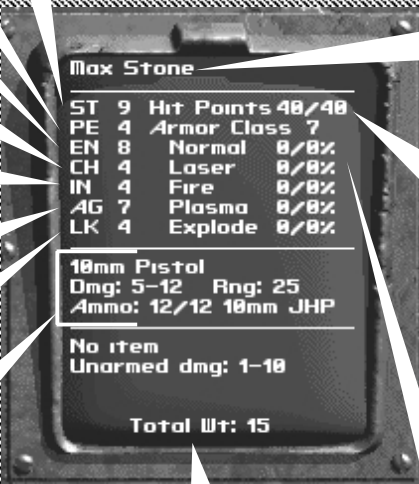 Max Stone
ST 9 Hit Points 40/40
PE 4 Armor Class 7
EN 8 Normal 0/0%
CH 4 Laser 0/0%
IN 4 Fire 0/0%
AG 7 Plasma 0/0%
LK 4 Explode 0/0%
10mm Pistol
Dmg: 5-12 Rng: 25
Ammo: 12/12 10mm JHP
No item
Unarmed dmg: 1-10
Total Wt: 15